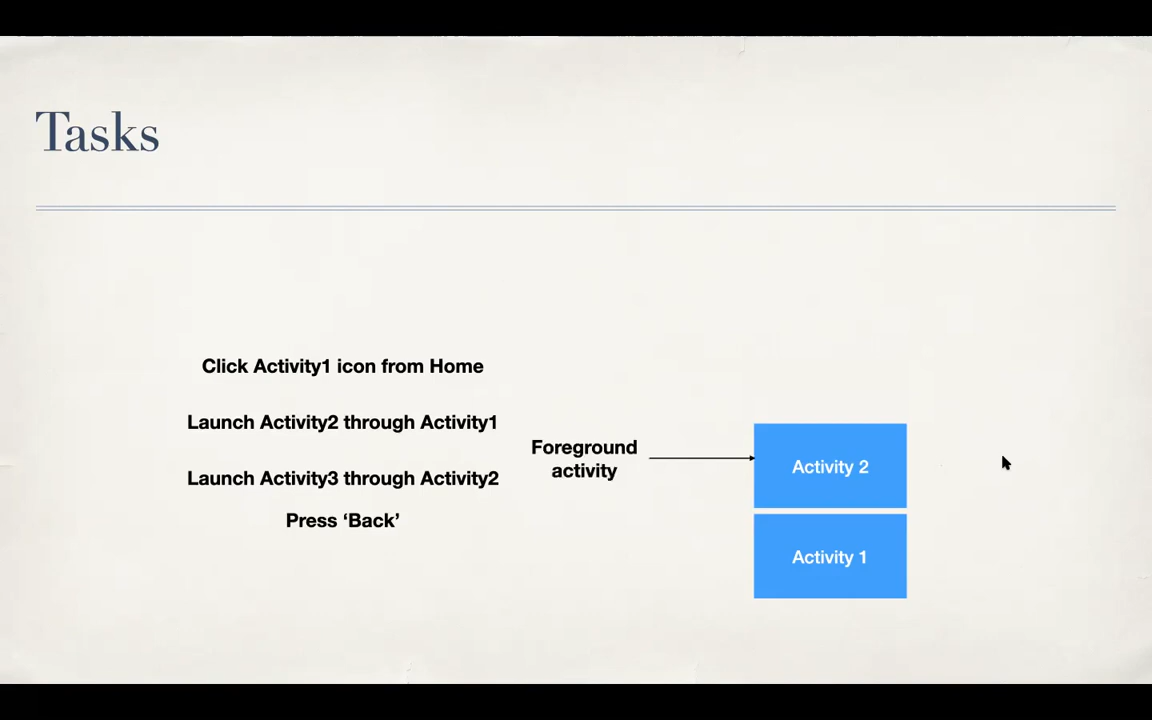 Tasks
Click Activity1 icon from Home
Launch Activity2 through Activity1
Launch Activity3 through Activity2
Press ‘Back’
Foreground
activity
Activity 2
Activity 1